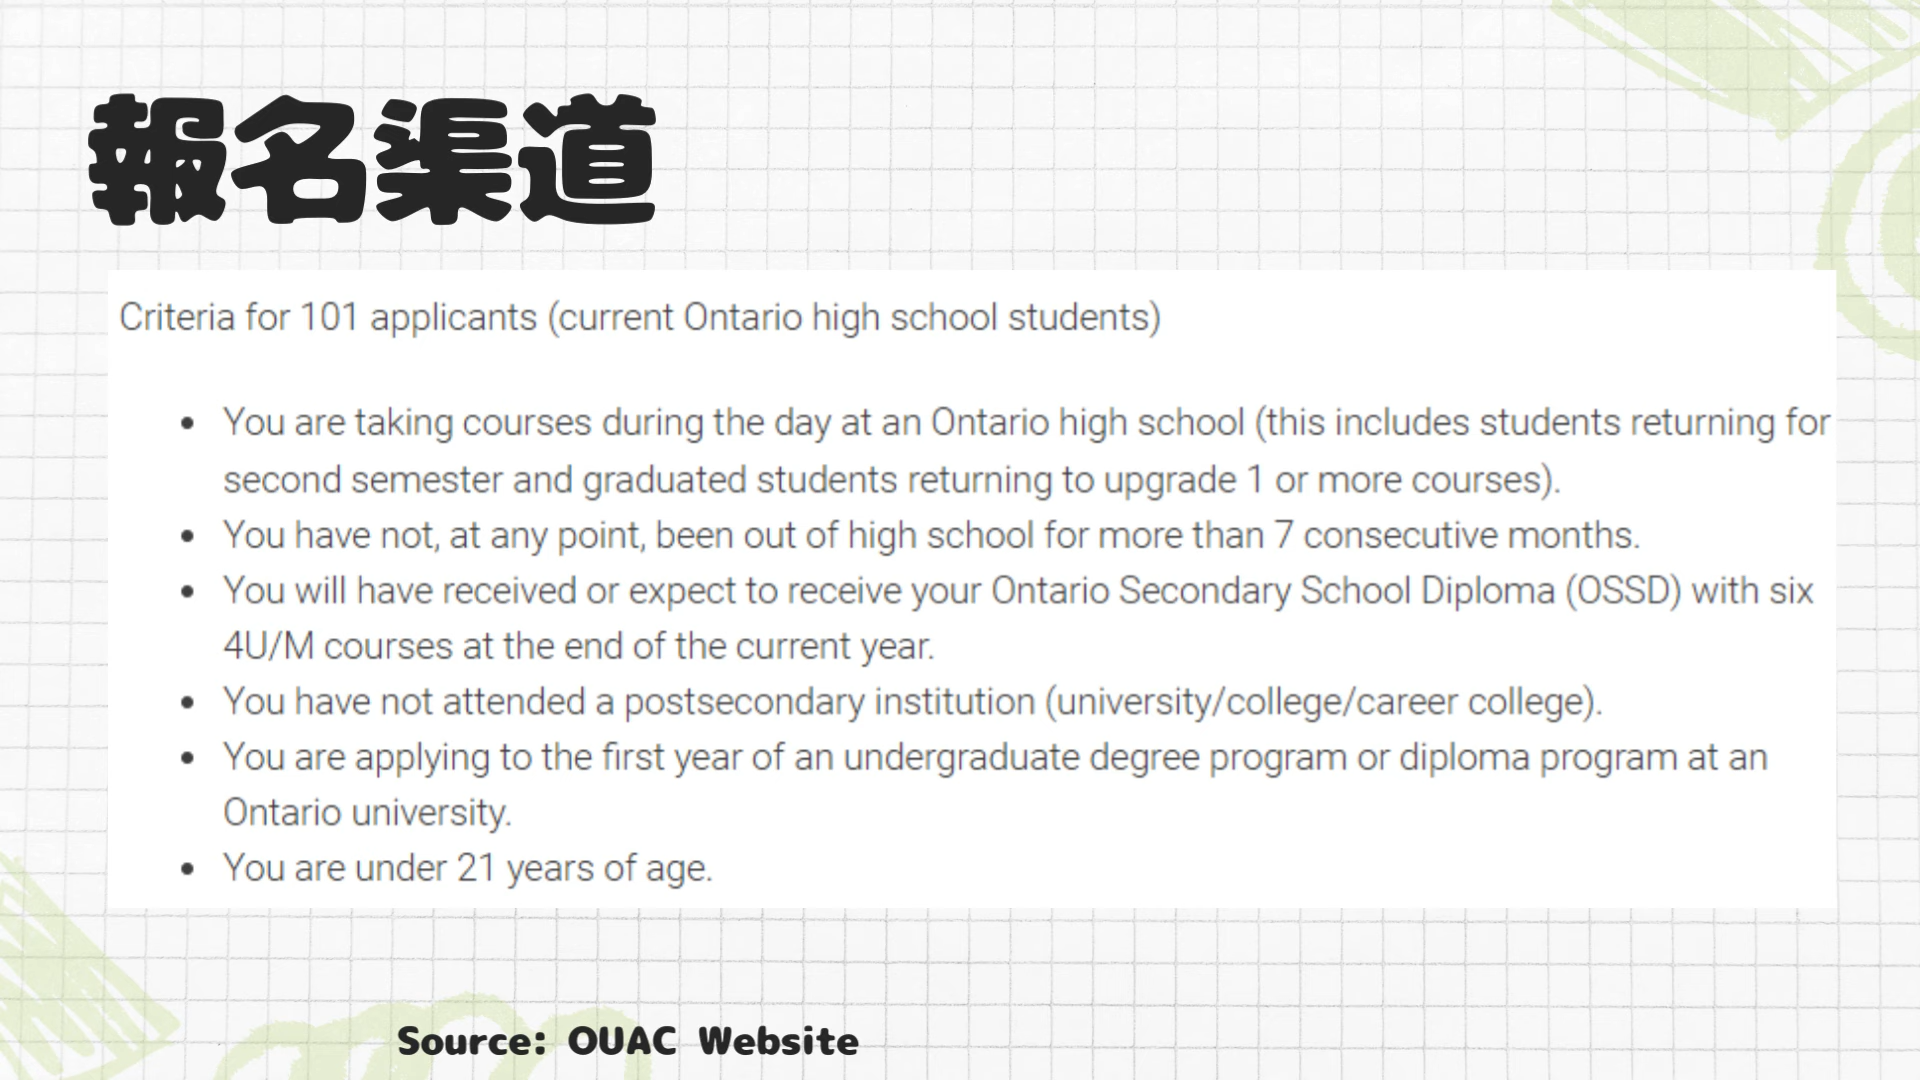 報名渠道
Criteria for 101 applicants (current Ontario high school students)
• You are taking courses during the day at an Ontario high school (this includes students returning for
second semester and graduated students returning to upgrade 1 or more courses).
• You have not, at any point, been out of high school for more than 7 consecutive months.
• You will have received or expect to receive your Ontario Secondary School Diploma (OSSD) with six
4U/M courses at the end of the current year.
• You have not attended a postsecondary institution (university/college/career college).
• You are applying to the first year of an undergraduate degree program or diploma program at an
Ontario university.
• You are under 21 years of age.
Source: OUAC Website